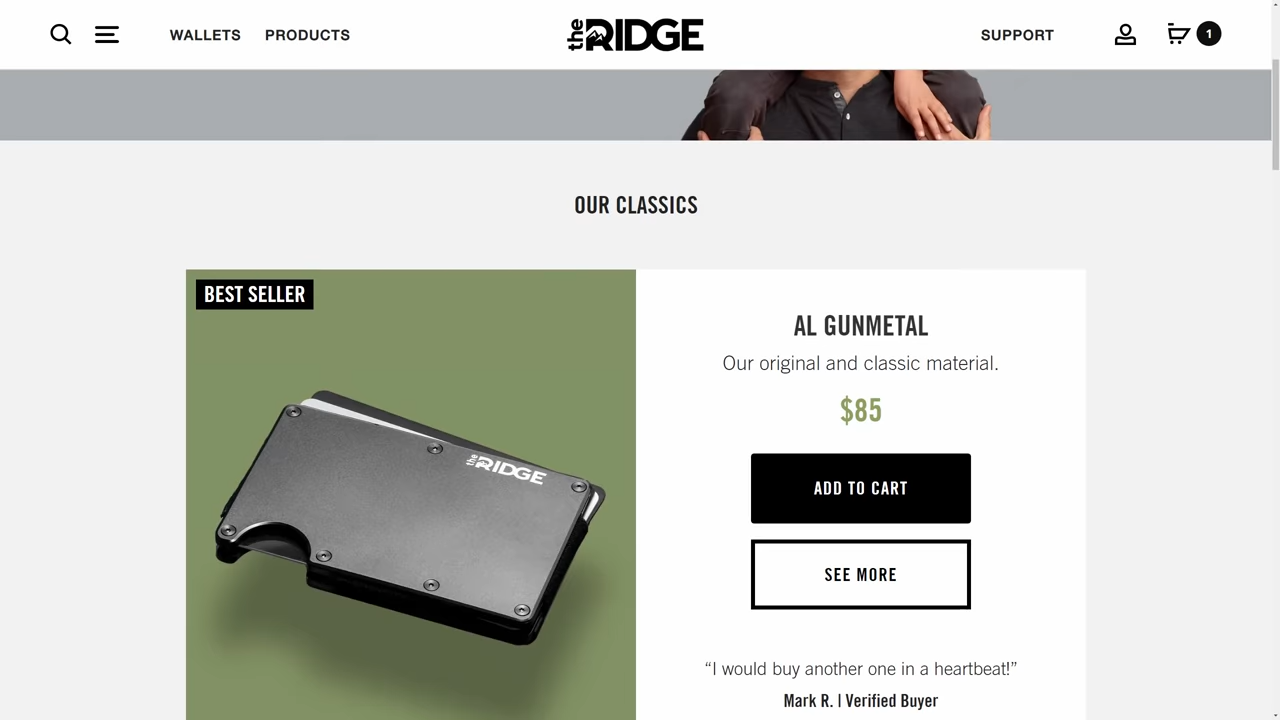 WALLETS PRODUCTS the RIDGE SUPPORT 1
OUR CLASSICS
BEST SELLER
the RIDGE
AL GUNMETAL
Our original and classic material.
$85
ADD TO CART
SEE MORE
“I would buy another one in a heartbeat!”
Mark R. | Verified Buyer